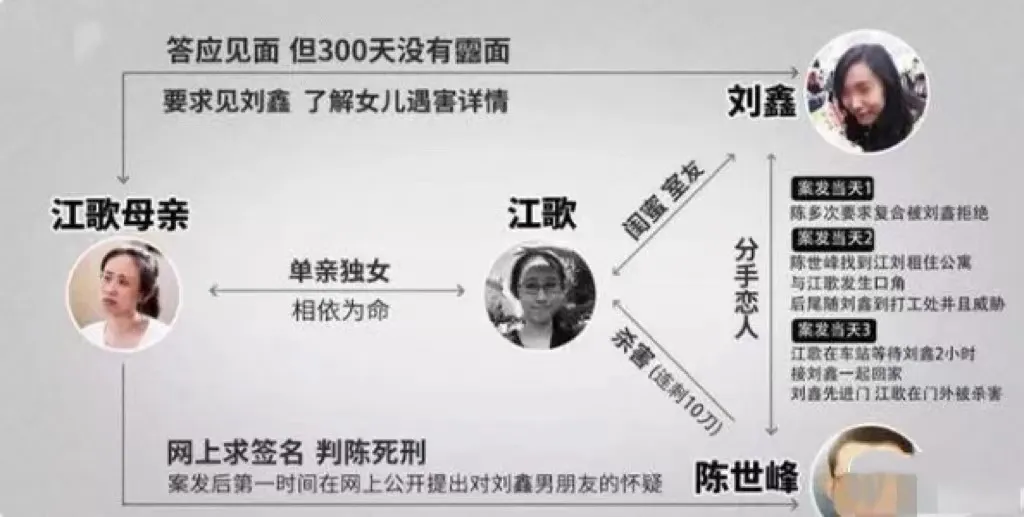 答应见面 但300天没有露面
要求见刘鑫 了解女儿遇害详情
刘鑫
江歌母亲
江歌
闺蜜 室友
单亲独女
相依为命
分手恋人
案发当天1
陈多次要求复合被刘鑫拒绝
案发当天2
陈世峰找到江刘租住公寓
与江歌发生口角
后尾随刘鑫到打工处并且威胁
案发当天3
江歌在车站等待刘鑫2小时
接刘鑫一起回家
刘鑫先进门 江歌在门外被杀害
杀害 (连刺10刀)
网上求签名 判陈死刑
案发后第一时间在网上公开提出对刘鑫男朋友的怀疑
陈世峰